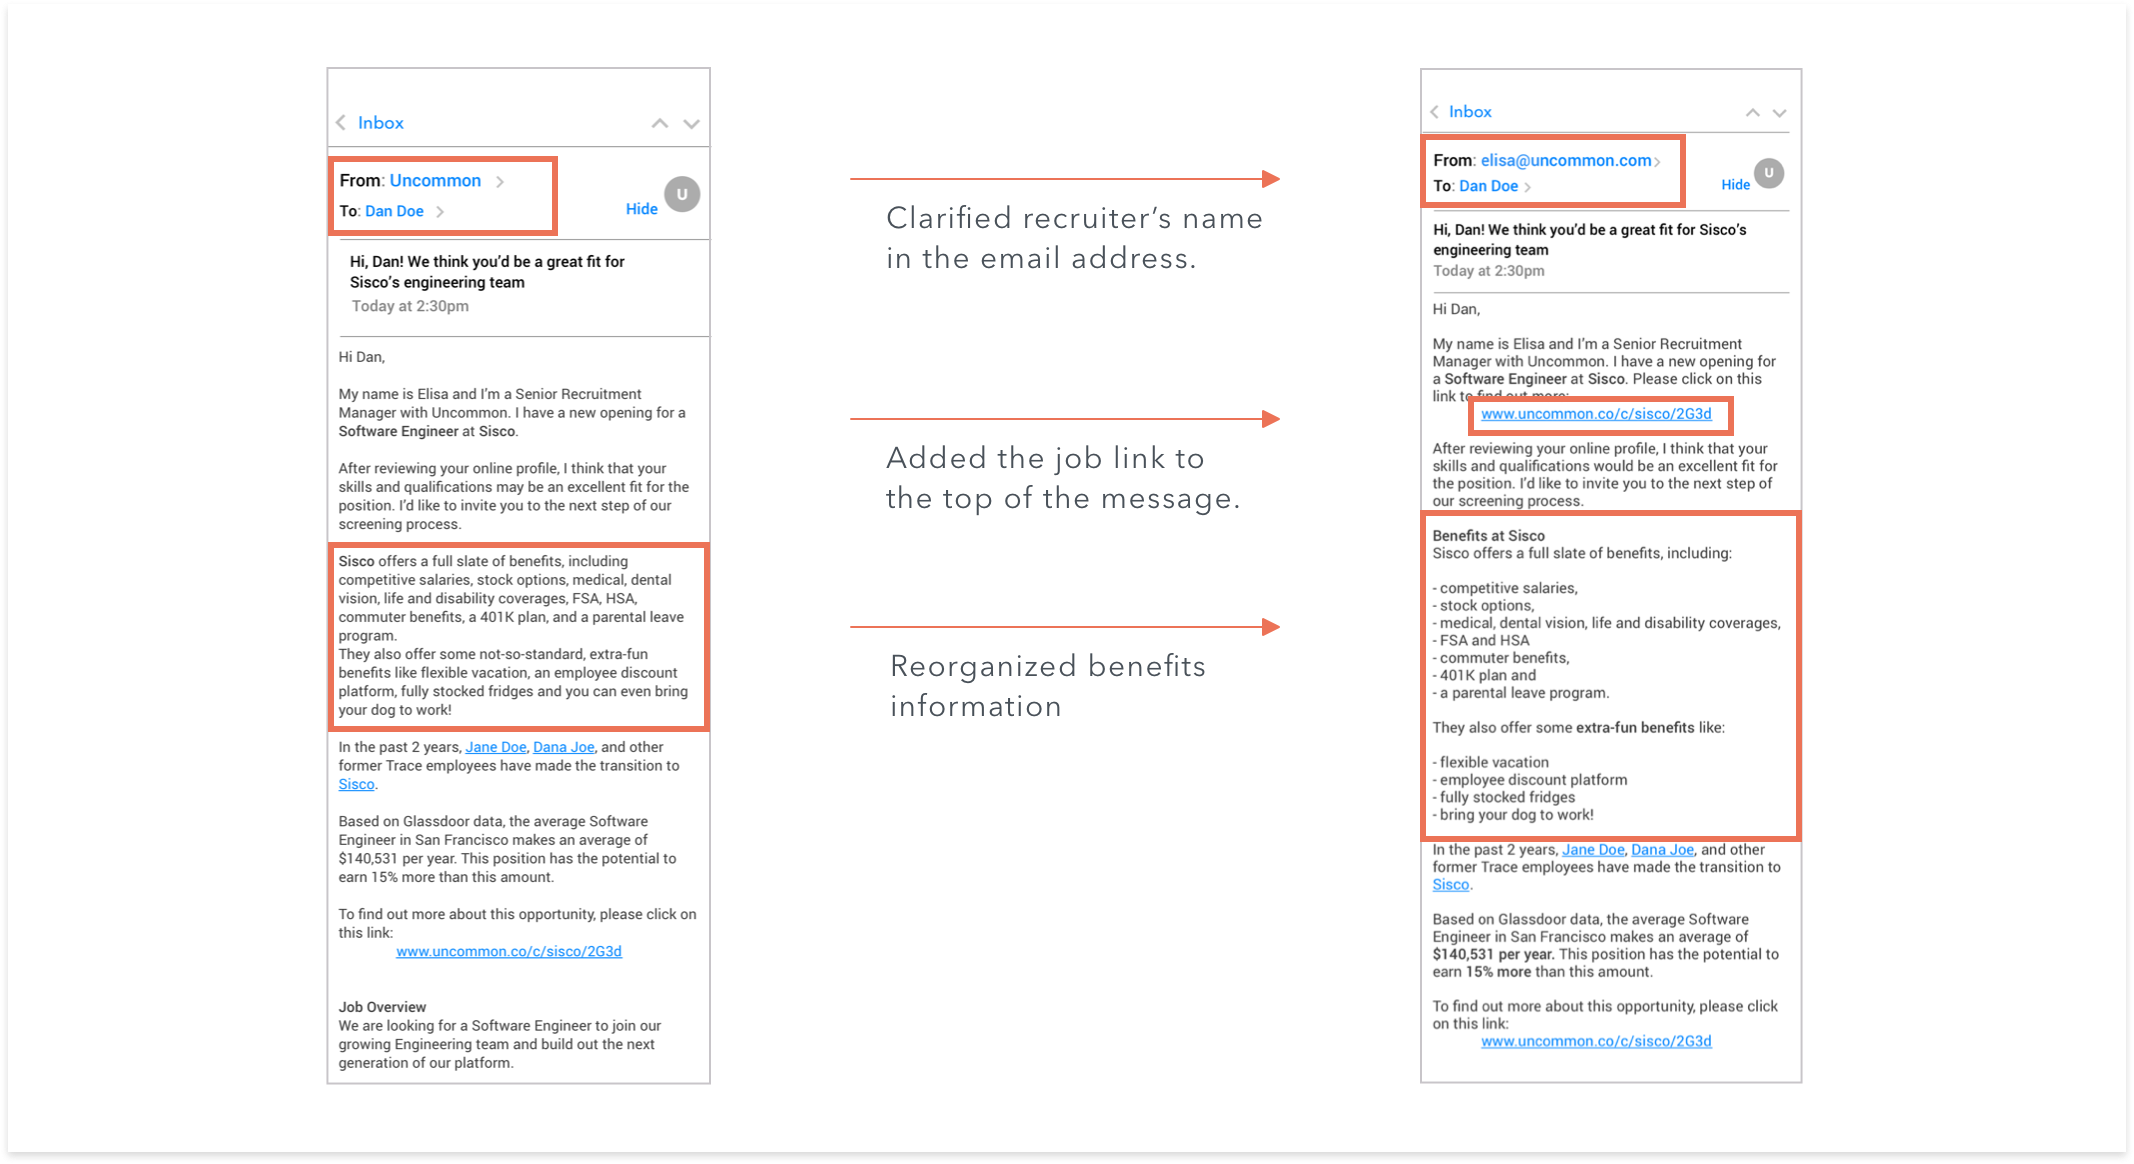 Inbox
From: Uncommon
To: Dan Doe
Hide
U
Hi, Dan! We think you’d be a great fit for
Sisco’s engineering team
Today at 2:30pm
Hi Dan,
My name is Elisa and I’m a Senior Recruitment
Manager with Uncommon. I have a new opening for a
Software Engineer at Sisco.
After reviewing your online profile, I think that your
skills and qualifications may be an excellent fit for the
position. I’d like to invite you to the next step of our
screening process.
Sisco offers a full slate of benefits, including
competitive salaries, stock options, medical, dental
vision, life and disability coverages, FSA, HSA,
commuter benefits, a 401K plan, and a parental leave
program.
They also offer some not-so-standard, extra-fun
benefits like flexible vacation, an employee discount
platform, fully stocked fridges and you can even bring
your dog to work!
In the past 2 years, Jane Doe, Dana Joe, and other
former Trace employees have made the transition to
Sisco.
Based on Glassdoor data, the average Software
Engineer in San Francisco makes an average of
$140,531 per year. This position has the potential to
earn 15% more than this amount.
To find out more about this opportunity, please click on
this link:
www.uncommon.co/c/sisco/2G3d
Job Overview
We are looking for a Software Engineer to join our
growing Engineering team and build out the next
generation of our platform.
Clarified recruiter’s name
in the email address.
Added the job link to
the top of the message.
Reorganized benefits
information
Inbox
From: elisa@uncommon.com
To: Dan Doe
Hide
U
Hi, Dan! We think you’d be a great fit for Sisco’s
engineering team
Today at 2:30pm
Hi Dan,
My name is Elisa and I’m a Senior Recruitment
Manager with Uncommon. I have a new opening for
a Software Engineer at Sisco. Please click on this
link to find out more:
www.uncommon.co/c/sisco/2G3d
After reviewing your online profile, I think that your
skills and qualifications would be an excellent fit for
the position. I’d like to invite you to the next step of
our screening process.
Benefits at Sisco
Sisco offers a full slate of benefits, including:
- competitive salaries,
- stock options,
- medical, dental vision, life and disability coverages,
- FSA and HSA
- commuter benefits,
- 401K plan and
- a parental leave program.
They also offer some extra-fun benefits like:
- flexible vacation
- employee discount platform
- fully stocked fridges
- bring your dog to work!
In the past 2 years, Jane Doe, Dana Joe, and other
former Trace employees have made the transition to
Sisco.
Based on Glassdoor data, the average Software
Engineer in San Francisco makes an average of
$140,531 per year. This position has the potential to
earn 15% more than this amount.
To find out more about this opportunity, please click
on this link:
www.uncommon.co/c/sisco/2G3d